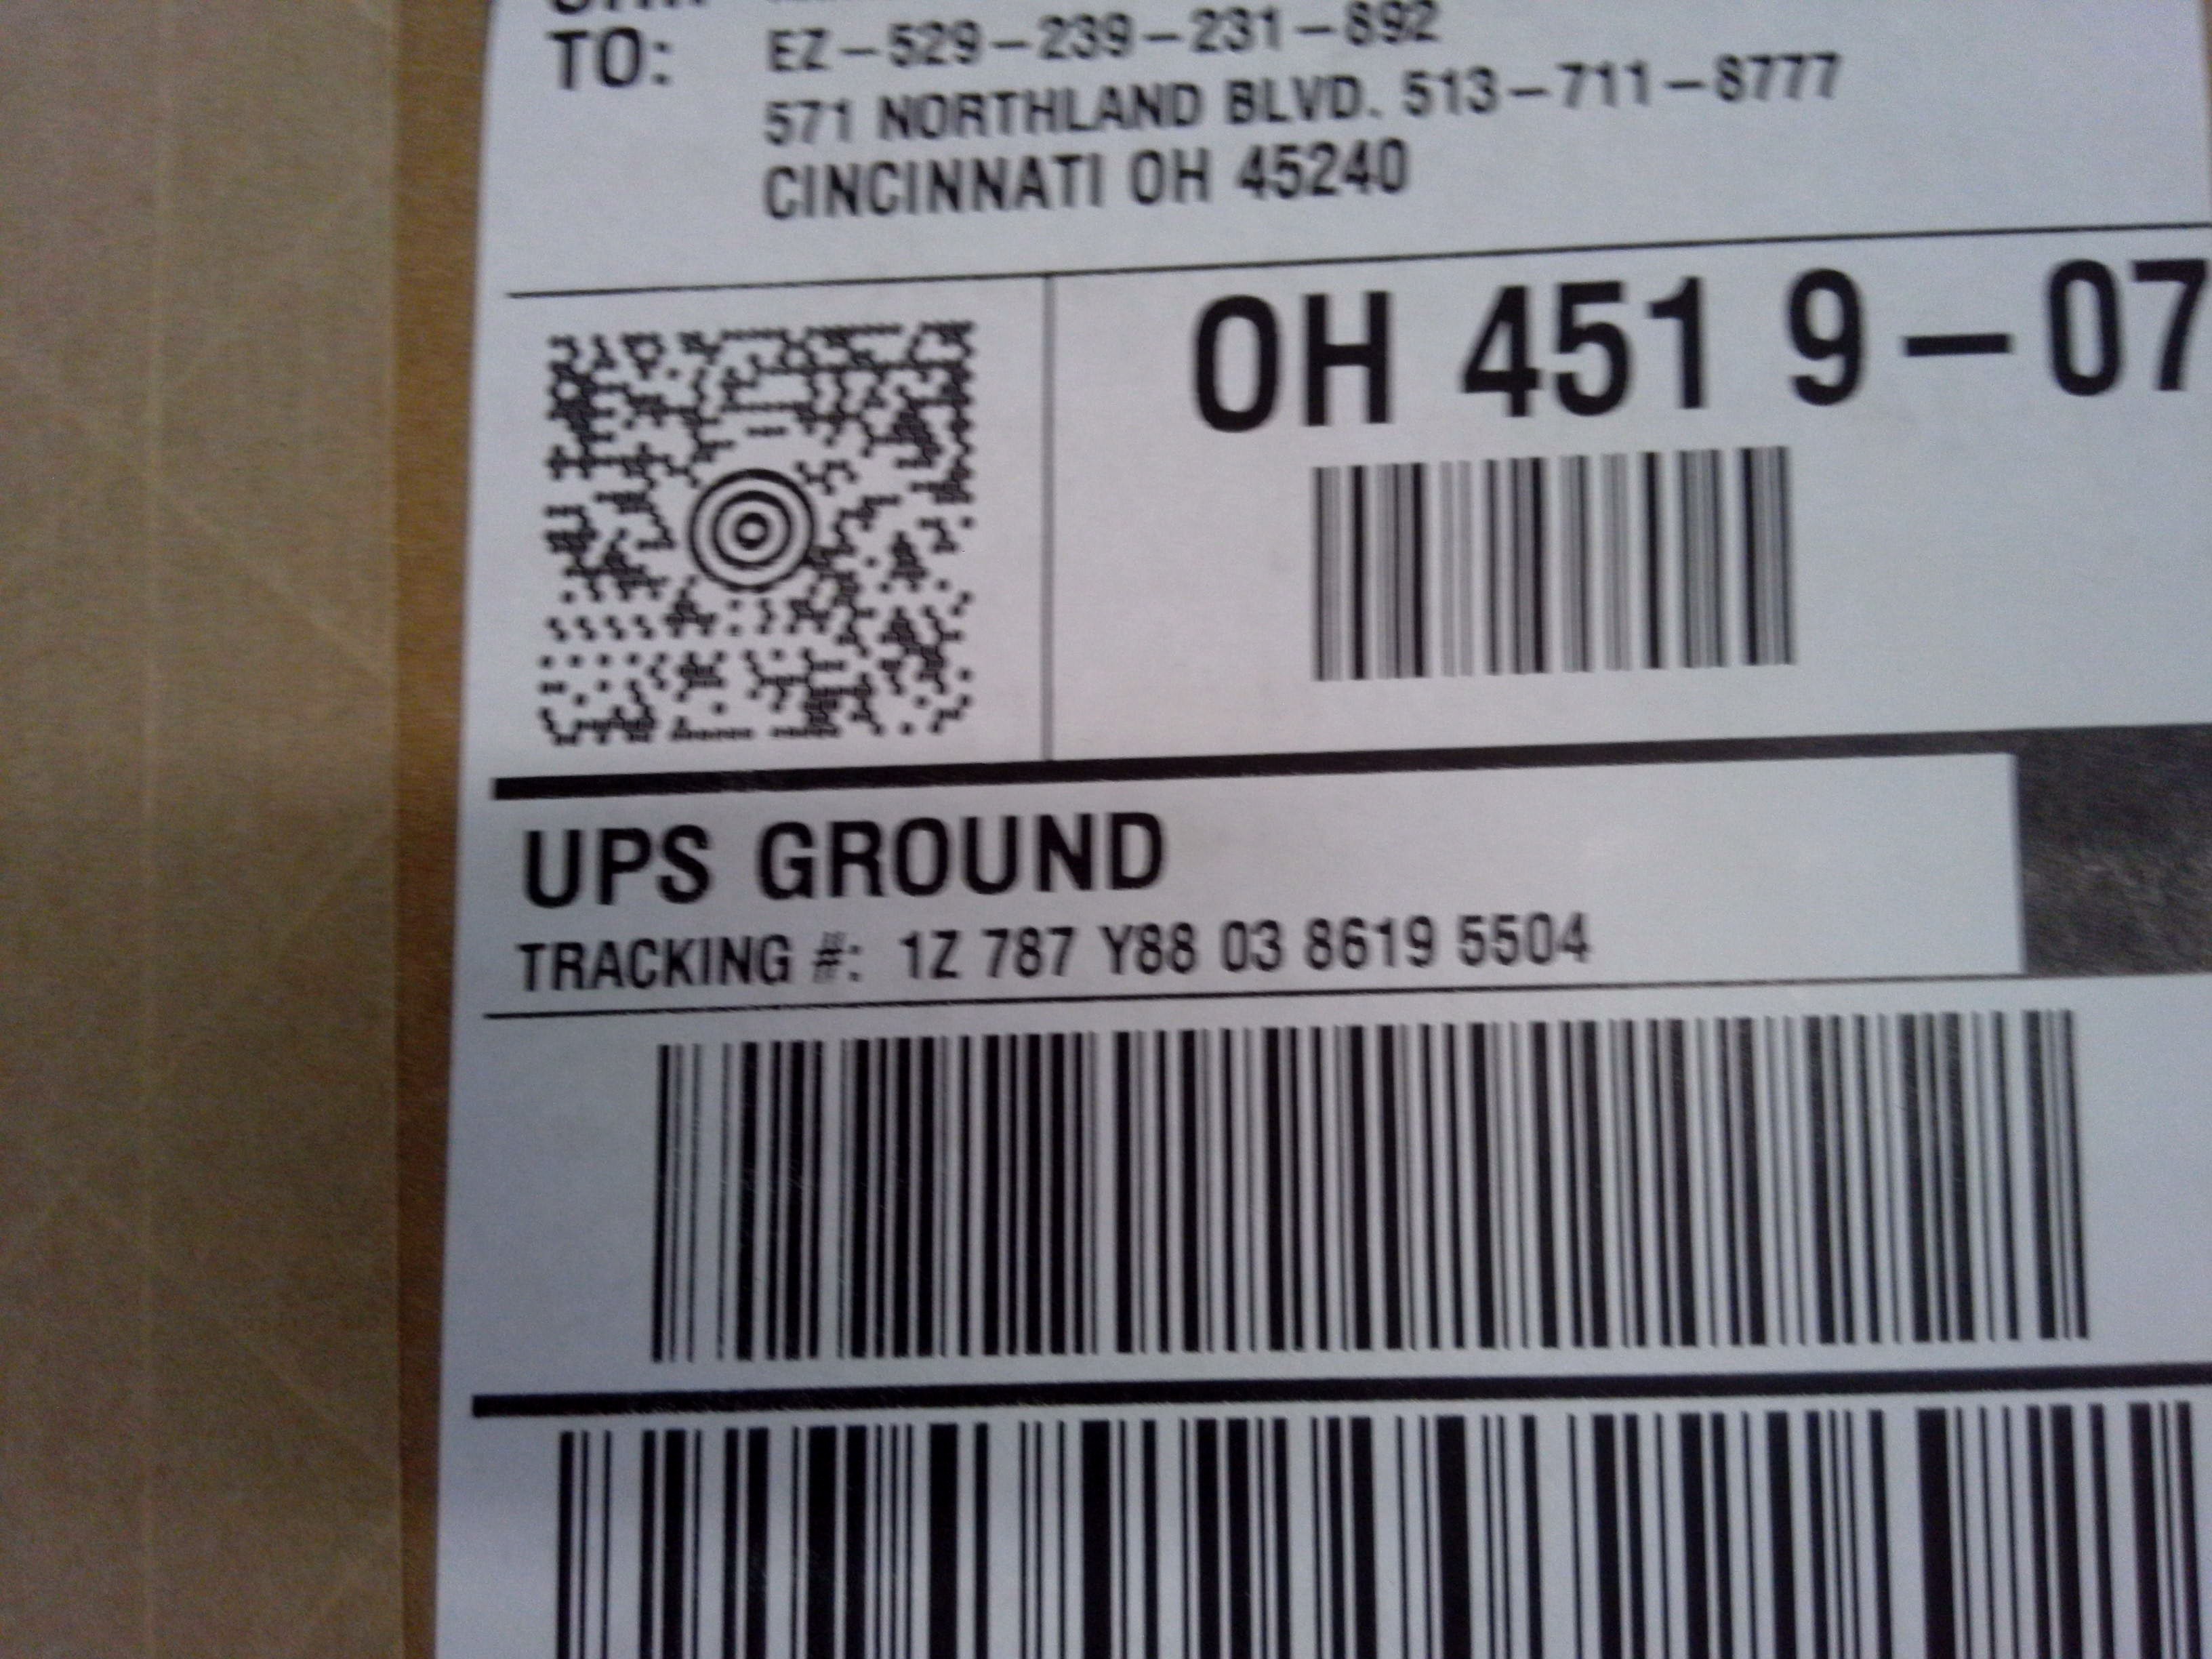 TO:
EZ-529-239-231-892
571 NORTHLAND BLVD. 513-711-8777
CINCINNATI OH 45240
OH 451 9-07
UPS GROUND
TRACKING #: 1Z 787 Y88 03 8619 5504